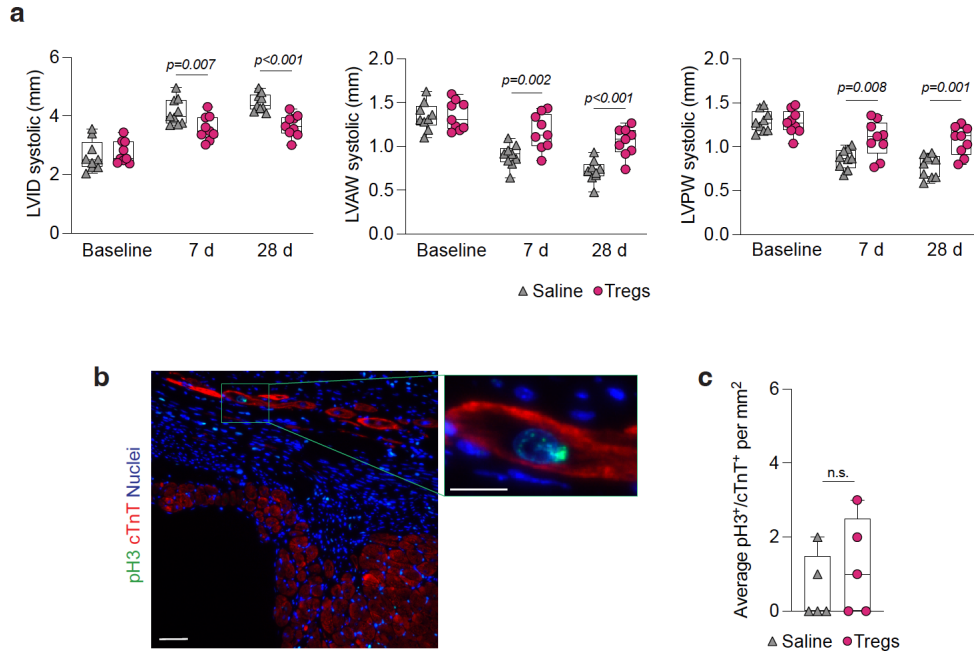 a
LVID systolic (mm)
6
4
2
0
p=0.007
p<0.001
Baseline
7 d
28 d
LVAW systolic (mm)
2.0
1.5
1.0
0.5
0.0
p=0.002
p<0.001
Baseline
7 d
28 d
LVPW systolic (mm)
2.0
1.5
1.0
0.5
0.0
p=0.008
p=0.001
Baseline
7 d
28 d
Saline Tregs
b
pH3 cTnT Nuclei
c
Average pH3⁺/cTnT⁺ per mm²
6
4
2
0
n.s.
Saline Tregs